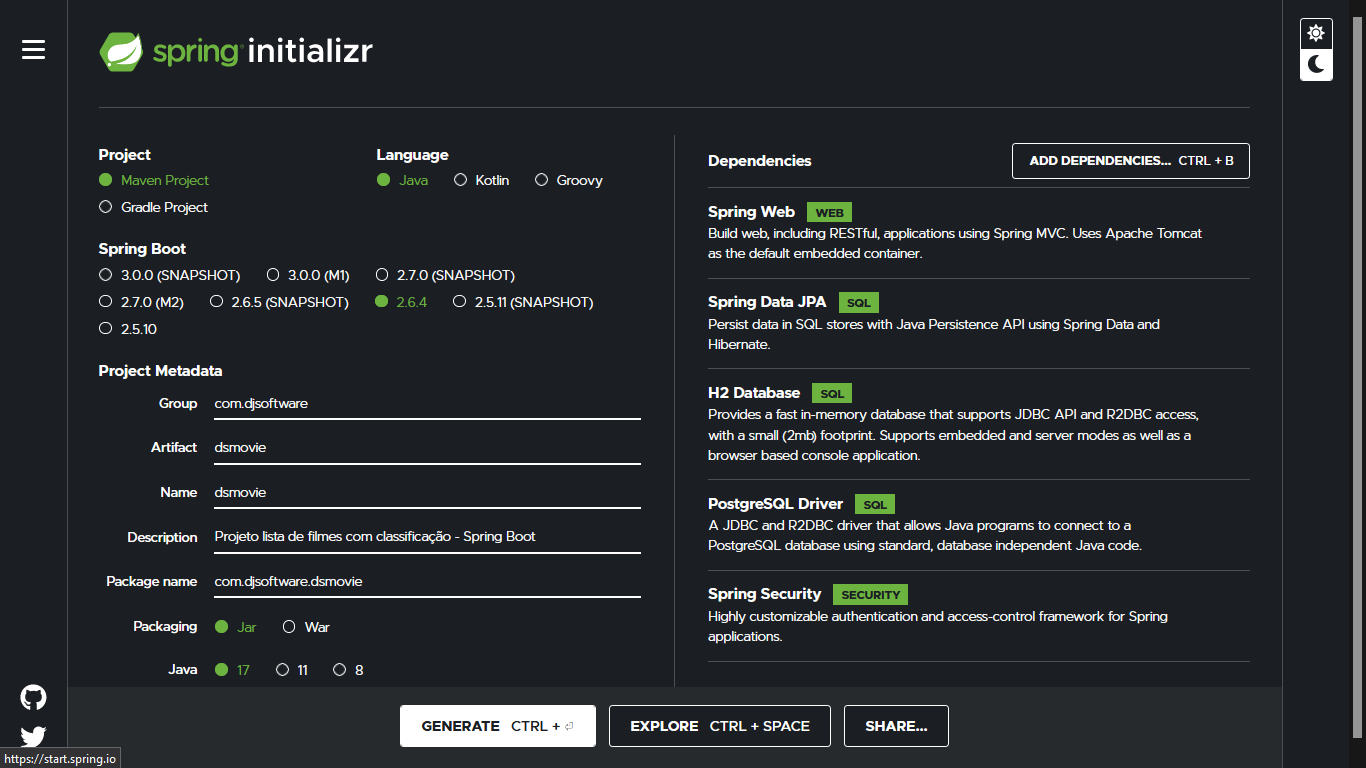 spring initializr
Project
Maven Project
Gradle Project
Language
Java Kotlin Groovy
Spring Boot
3.0.0 (SNAPSHOT) 3.0.0 (M1) 2.7.0 (SNAPSHOT)
2.7.0 (M2) 2.6.5 (SNAPSHOT) 2.6.4 2.5.11 (SNAPSHOT)
2.5.10
Project Metadata
Group com.djsoftware
Artifact dsmovie
Name dsmovie
Description Projeto lista de filmes com classificação - Spring Boot
Package name com.djsoftware.dsmovie
Packaging Jar War
Java 17 11 8
Dependencies ADD DEPENDENCIES... CTRL + B
Spring Web WEB
Build web, including RESTful, applications using Spring MVC. Uses Apache Tomcat
as the default embedded container.
Spring Data JPA SQL
Persist data in SQL stores with Java Persistence API using Spring Data and
Hibernate.
H2 Database SQL
Provides a fast in-memory database that supports JDBC API and R2DBC access,
with a small (2mb) footprint. Supports embedded and server modes as well as a
browser based console application.
PostgreSQL Driver SQL
A JDBC and R2DBC driver that allows Java programs to connect to a
PostgreSQL database using standard, database independent Java code.
Spring Security SECURITY
Highly customizable authentication and access-control framework for Spring
applications.
GENERATE CTRL + ⏎ EXPLORE CTRL + SPACE SHARE...
https://start.spring.io